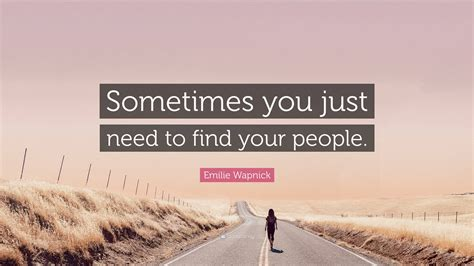 Sometimes you just
need to find your people.
Emilie Wapnick